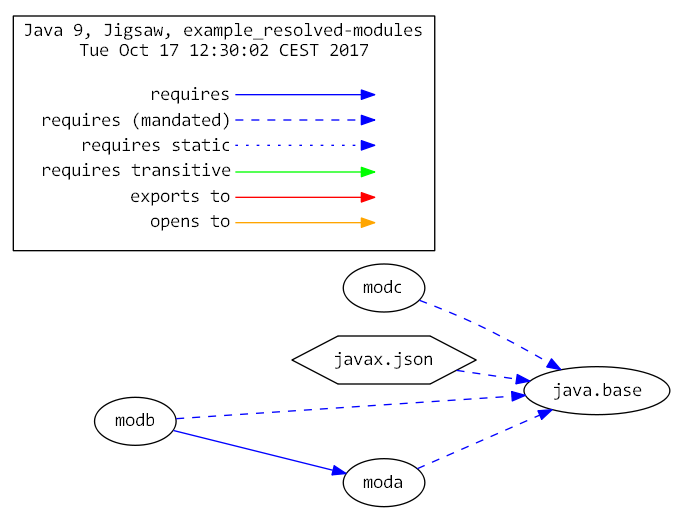 Java 9, Jigsaw, example_resolved-modules
Tue Oct 17 12:30:02 CEST 2017
requires
requires (mandated)
requires static
requires transitive
exports to
opens to
modc
javax.json
java.base
modb
moda